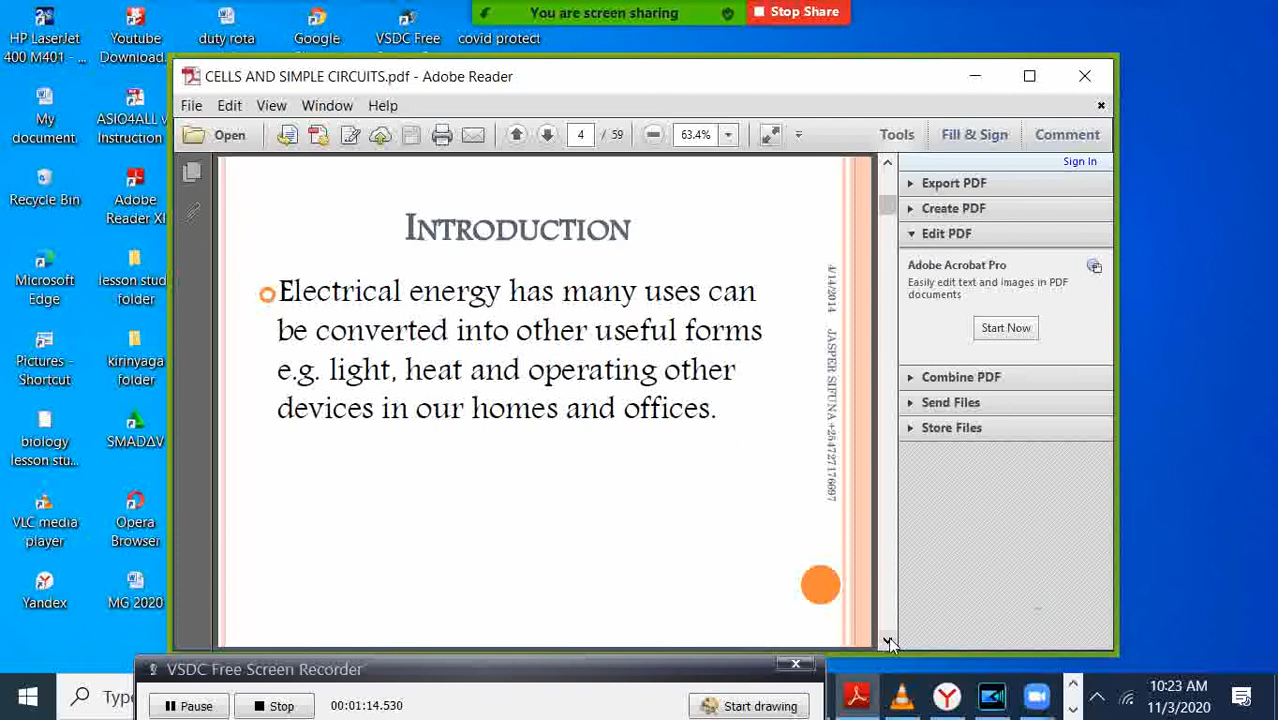 You are screen sharing
Stop Share
HP LaserJet
400 M401 - ...
Youtube
Download...
duty rota
Google
Chrome
VSDC Free
covid protect
My
document
ASIO4ALL v
Instruction
Recycle Bin
Adobe
Reader XI
Microsoft
Edge
lesson stud
folder
Pictures -
Shortcut
kirinyaga
folder
biology
lesson stu...
SMADΔV
VLC media
player
Opera
Browser
Yandex
MG 2020
CELLS AND SIMPLE CIRCUITS.pdf - Adobe Reader
File Edit View Window Help
Open
4 / 59
63.4%
Tools
Fill & Sign
Comment
Sign In
INTRODUCTION
Electrical energy has many uses can
be converted into other useful forms
e.g. light, heat and operating other
devices in our homes and offices.
4/14/2014 JASPER SIFUNA +254727176697
Export PDF
Create PDF
Edit PDF
Adobe Acrobat Pro
Easily edit text and images in PDF
documents
Start Now
Combine PDF
Send Files
Store Files
VSDC Free Screen Recorder
Pause
Stop
00:01:14.530
Start drawing
Type
10:23 AM
11/3/2020